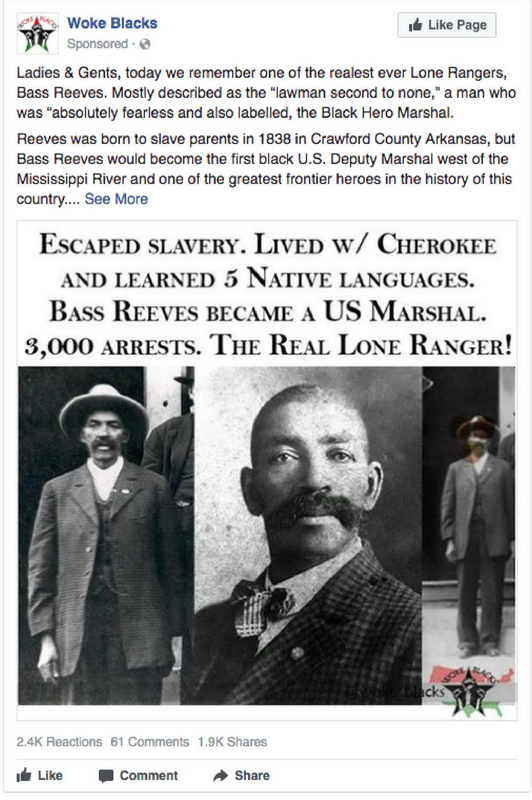 WOKE BLACKS
Woke Blacks
Sponsored ·
Like Page
Ladies & Gents, today we remember one of the realest ever Lone Rangers,
Bass Reeves. Mostly described as the “lawman second to none,” a man who
was “absolutely fearless and also labelled, the Black Hero Marshal.
Reeves was born to slave parents in 1838 in Crawford County Arkansas, but
Bass Reeves would become the first black U.S. Deputy Marshal west of the
Mississippi River and one of the greatest frontier heroes in the history of this
country.... See More
ESCAPED SLAVERY. LIVED W/ CHEROKEE
AND LEARNED 5 NATIVE LANGUAGES.
BASS REEVES BECAME A US MARSHAL.
3,000 ARRESTS. THE REAL LONE RANGER!
WOKE BLACKS
@woke_blacks
2.4K Reactions 61 Comments 1.9K Shares
Like Comment Share